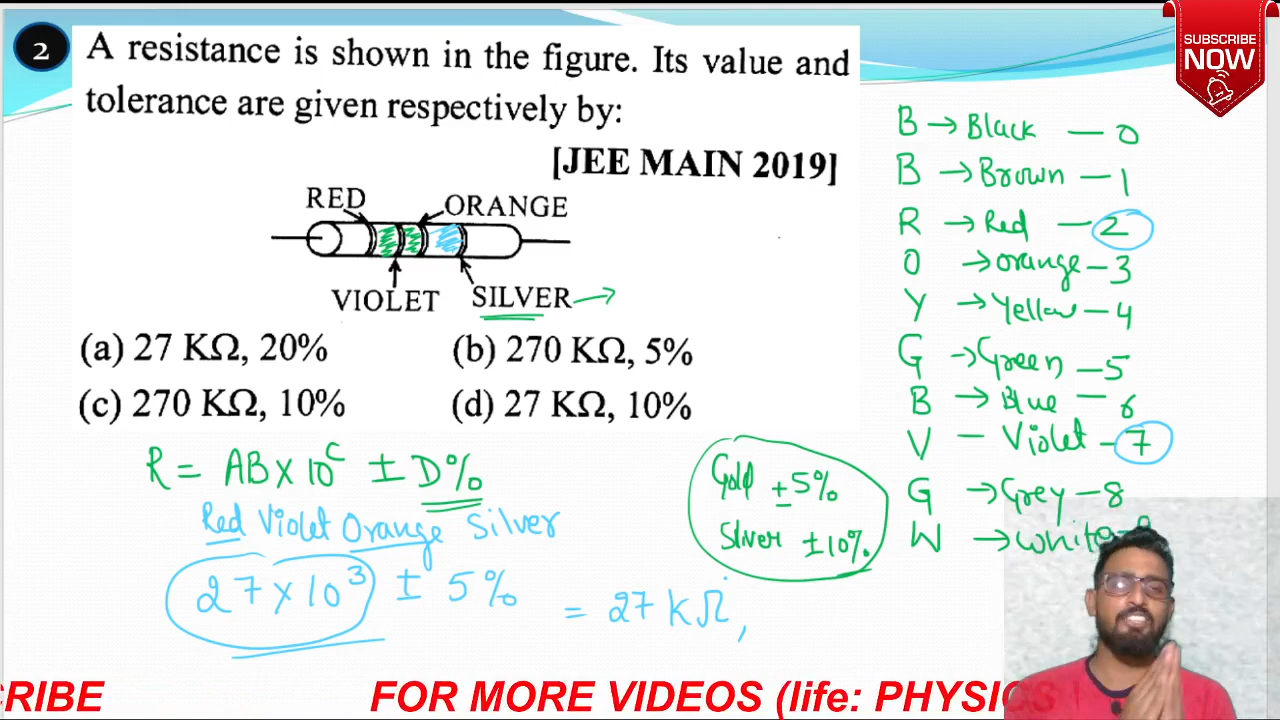 2
A resistance is shown in the figure. Its value and
tolerance are given respectively by:
[JEE MAIN 2019]
RED
ORANGE
VIOLET
SILVER
(a) 27 KΩ, 20%
(b) 270 KΩ, 5%
(c) 270 KΩ, 10%
(d) 27 KΩ, 10%
R = AB × 10^C ± D%
Red Violet Orange Silver
27 × 10^3 ± 5%
= 27 kΩ,
Gold ± 5%
Silver ± 10%
B → Black — 0
B → Brown — 1
R → Red — 2
O → orange – 3
Y → Yellow – 4
G → Green – 5
B → Blue — 6
V – Violet – 7
G → Grey – 8
W → White
SUBSCRIBE
NOW
CRIBE
FOR MORE VIDEOS (life: PHYSICS